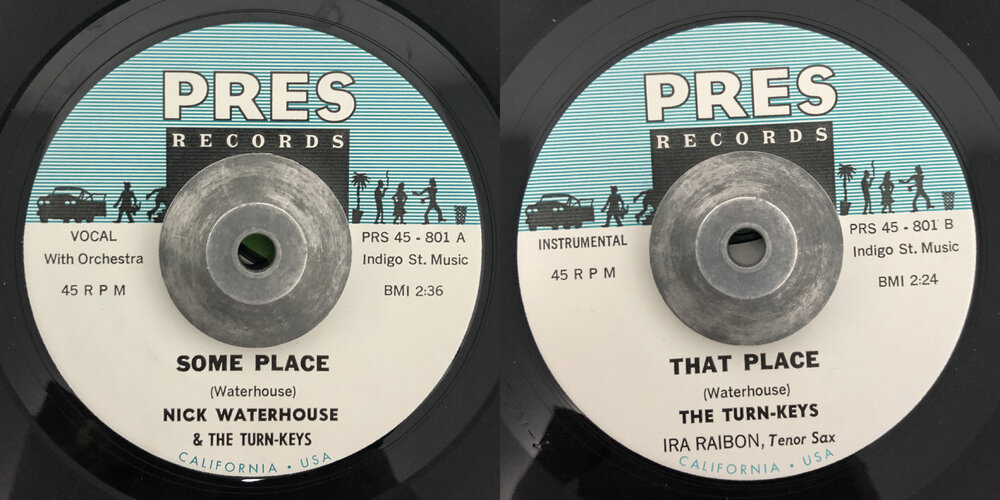 PRES
RECORDS
VOCAL
With Orchestra
45 RPM
PRS 45 - 801 A
Indigo St. Music
BMI 2:36
SOME PLACE
(Waterhouse)
NICK WATERHOUSE
& THE TURN-KEYS
CALIFORNIA • USA
PRES
RECORDS
INSTRUMENTAL
45 RPM
PRS 45 - 801 B
Indigo St. Music
BMI 2:24
THAT PLACE
(Waterhouse)
THE TURN-KEYS
IRA RAIBON, Tenor Sax
CALIFORNIA • USA